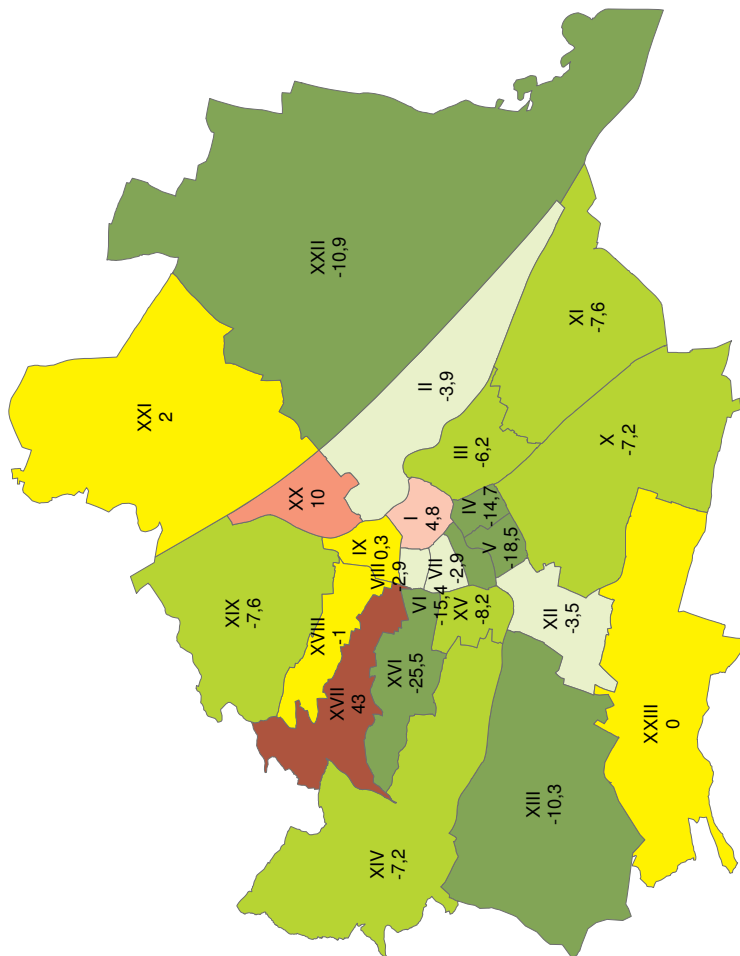 XXI
2
XIX
-7,6
XX
10
XVIII
-1
XXII
-10,9
XVII
43
IX
0,3
XIV
-7,2
VIII
-2,9
XVI
-25,5
I
4,8
VI
-15,4
II
-3,9
VII
-2,9
XV
-8,2
III
-6,2
IV
-14,7
V
-18,5
XIII
-10,3
XII
-3,5
XI
-7,6
X
-7,2
XXIII
0